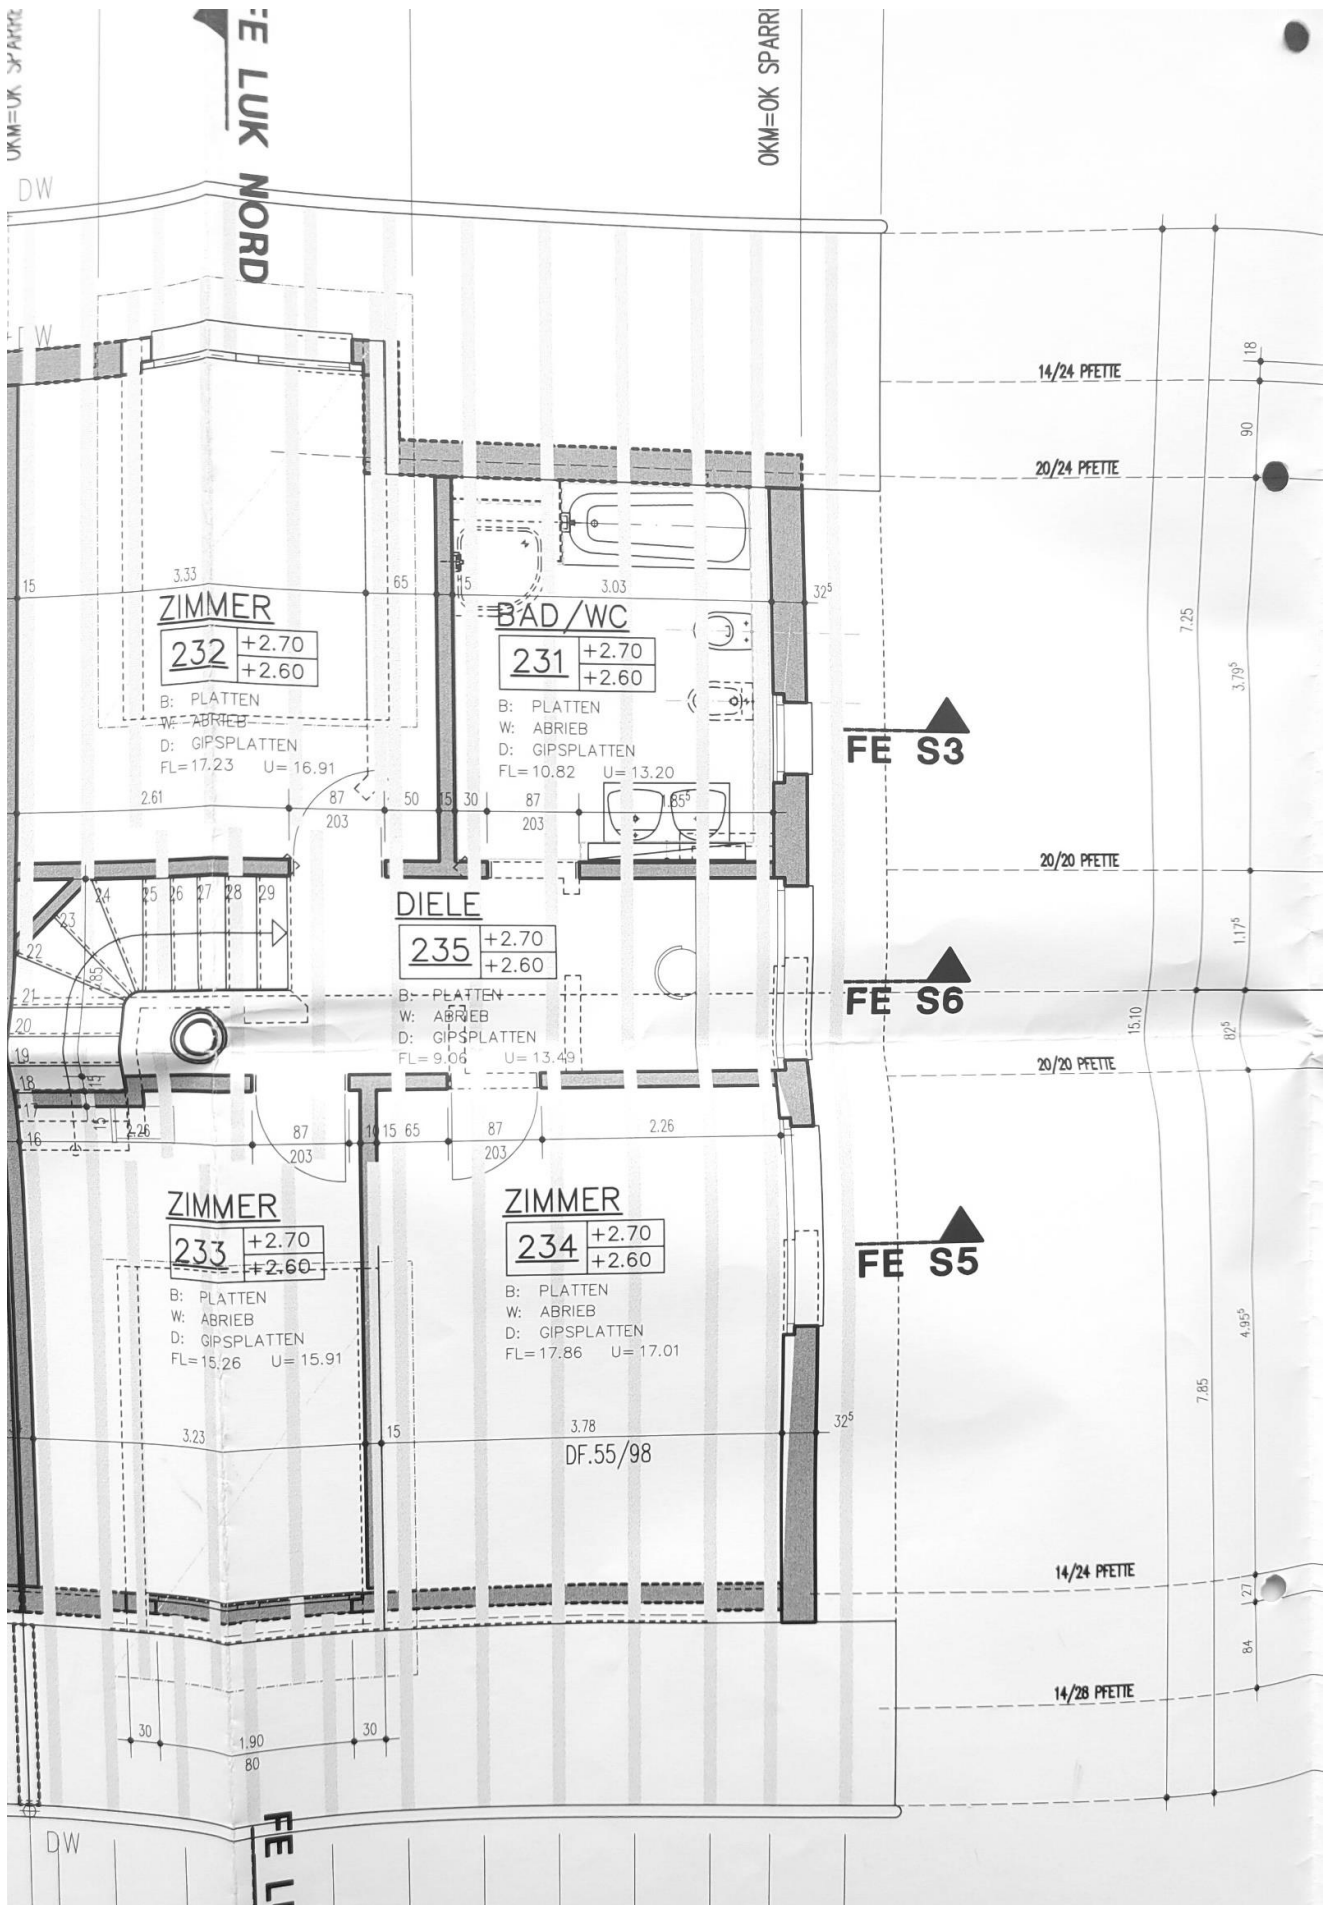 OKM=OK SPARRE
FE LUK NORD
OKM=OK SPARRE
DW
18
14/24 PFETTE
90
20/24 PFETTE
15
3.33
65
5
3.03
32⁵
ZIMMER
232
+2.70
+2.60
B: PLATTEN
W: ABRIEB
D: GIPSPLATTEN
FL=17.23 U=16.91
BAD/WC
231
+2.70
+2.60
B: PLATTEN
W: ABRIEB
D: GIPSPLATTEN
FL=10.82 U=13.20
7.25
3.79⁵
FE S3
2.61
87
203
50
15
30
87
203
1.85⁵
20/20 PFETTE
24
25
26
27
28
29
23
22
21
20
19
18
17
16
85
15
15
DIELE
235
+2.70
+2.60
B: PLATTEN
W: ABRIEB
D: GIPSPLATTEN
FL=9.06 U=13.49
1.17⁵
FE S6
15.10
82⁵
20/20 PFETTE
2.26
87
203
10
15
65
87
203
2.26
ZIMMER
233
+2.70
+2.60
B: PLATTEN
W: ABRIEB
D: GIPSPLATTEN
FL=15.26 U=15.91
ZIMMER
234
+2.70
+2.60
B: PLATTEN
W: ABRIEB
D: GIPSPLATTEN
FL=17.86 U=17.01
FE S5
4.95⁵
7.85
3.23
15
3.78
32⁵
DF.55/98
14/24 PFETTE
27
84
14/28 PFETTE
30
1.90
80
30
DW
FE LU